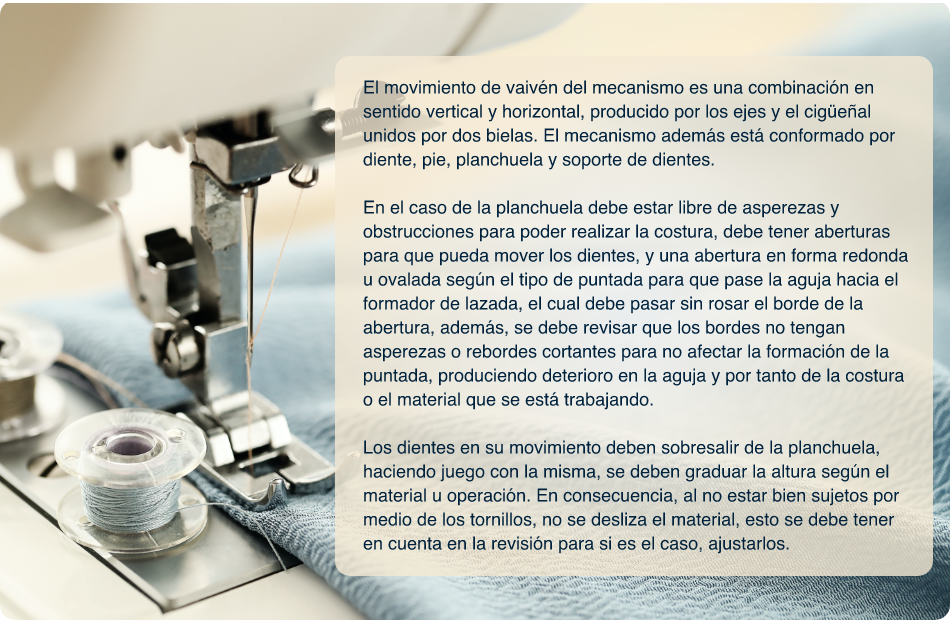 El movimiento de vaivén del mecanismo es una combinación en
sentido vertical y horizontal, producido por los ejes y el cigüeñal
unidos por dos bielas. El mecanismo además está conformado por
diente, pie, planchuela y soporte de dientes.
En el caso de la planchuela debe estar libre de asperezas y
obstrucciones para poder realizar la costura, debe tener aberturas
para que pueda mover los dientes, y una abertura en forma redonda
u ovalada según el tipo de puntada para que pase la aguja hacia el
formador de lazada, el cual debe pasar sin rosar el borde de la
abertura, además, se debe revisar que los bordes no tengan
asperezas o rebordes cortantes para no afectar la formación de la
puntada, produciendo deterioro en la aguja y por tanto de la costura
o el material que se está trabajando.
Los dientes en su movimiento deben sobresalir de la planchuela,
haciendo juego con la misma, se deben graduar la altura según el
material u operación. En consecuencia, al no estar bien sujetos por
medio de los tornillos, no se desliza el material, esto se debe tener
en cuenta en la revisión para si es el caso, ajustarlos.